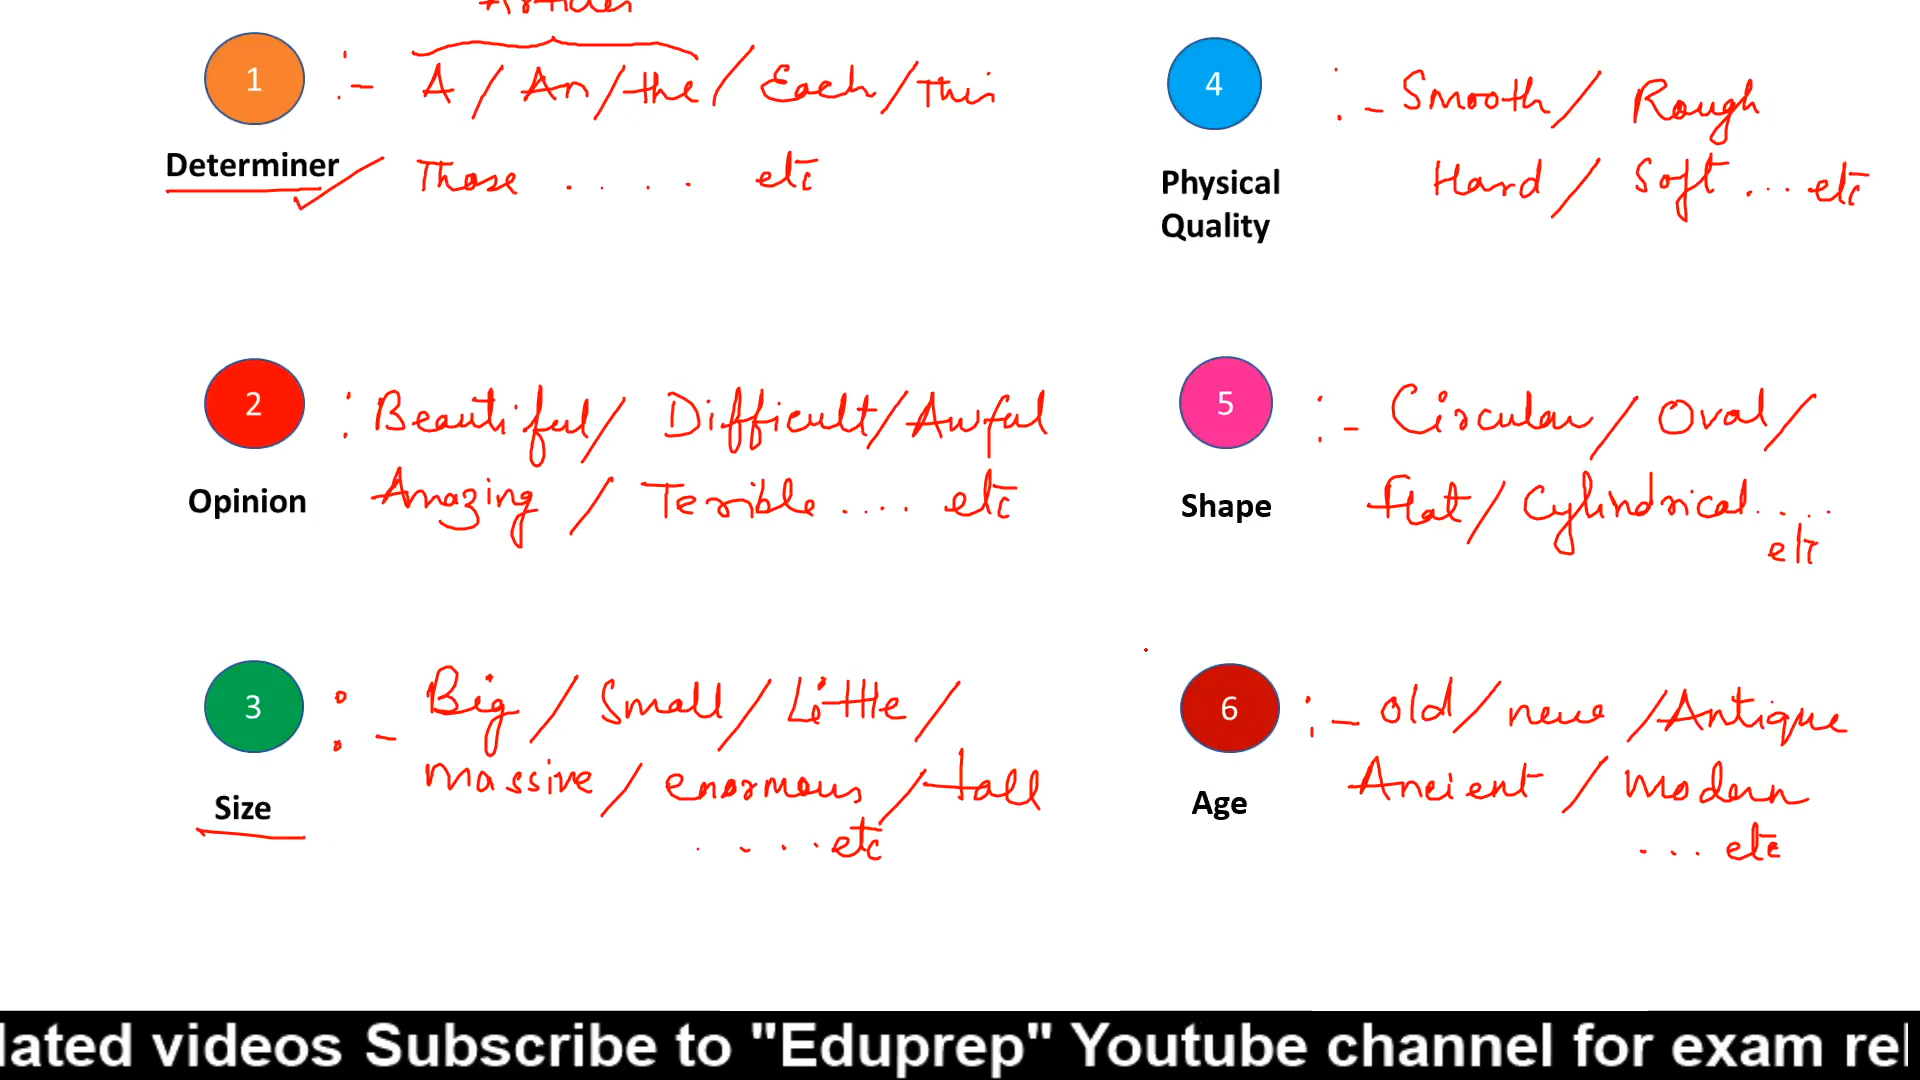 Articles
1 :- A / An / the / Each / This
Determiner Those . . . . etc
2 : Beautiful / Difficult / Awful
Opinion Amazing / Terrible .... etc
3 :- Big / Small / Little /
massive / enormous / tall
Size
....etc
4 :- Smooth / Rough
Physical Hard / Soft ... etc
Quality
5 :- Circular / Oval /
Shape flat / Cylindrical ....
etc
6 :- old / new / Antique
Age Ancient / modern
... etc
lated videos Subscribe to "Eduprep" Youtube channel for exam rel